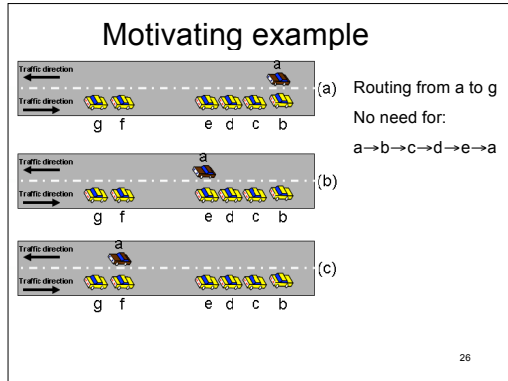 Motivating example
Traffic direction
a
(a)
Traffic direction
g f e d c b
Routing from a to g
No need for:
a→b→c→d→e→a
Traffic direction
a
(b)
Traffic direction
g f e d c b
Traffic direction
a
(c)
Traffic direction
g f e d c b
26